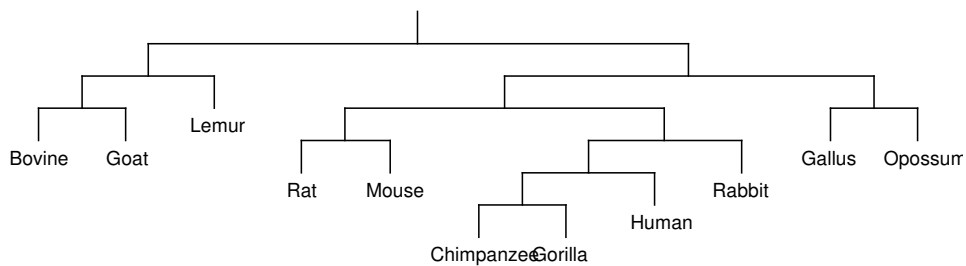 Lemur
Bovine Goat Gallus Opossum
Rat Mouse Rabbit
Human
Chimpanzee Gorilla